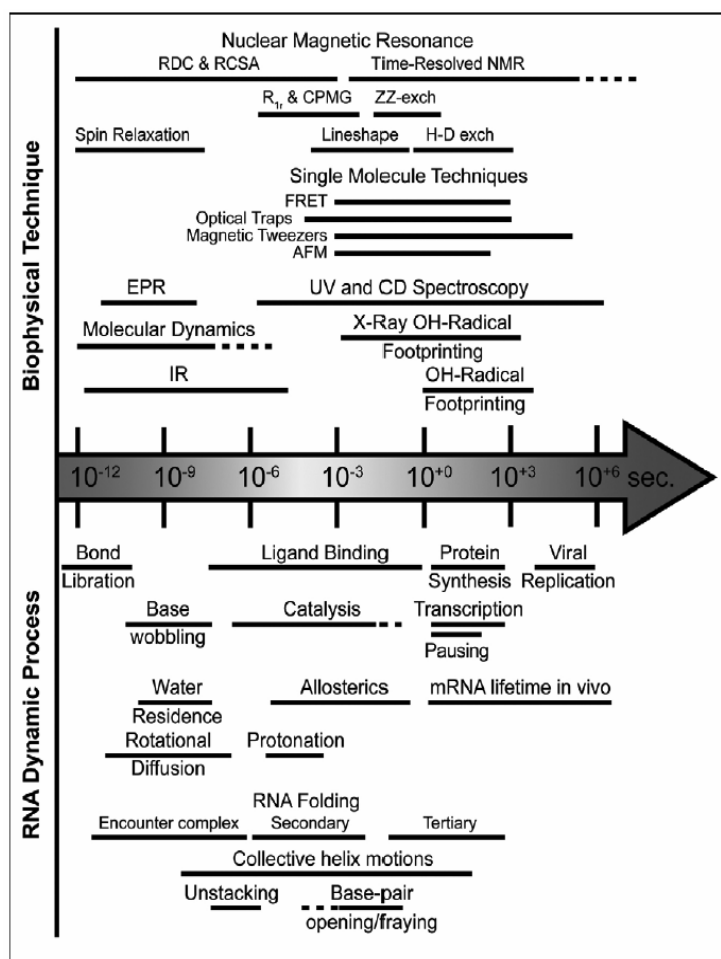 Nuclear Magnetic Resonance
RDC & RCSA Time-Resolved NMR
R1r & CPMG ZZ-exch
Spin Relaxation Lineshape H-D exch
Single Molecule Techniques
FRET
Optical Traps
Magnetic Tweezers
AFM
EPR UV and CD Spectroscopy
Molecular Dynamics X-Ray OH-Radical
Footprinting
IR OH-Radical
Footprinting
Biophysical Technique
10-12 10-9 10-6 10-3 10+0 10+3 10+6 sec.
Bond Ligand Binding Protein Viral
Libration Synthesis Replication
Base Catalysis Transcription
wobbling Pausing
Water Allosterics mRNA lifetime in vivo
Residence
Rotational Protonation
Diffusion
RNA Folding
Encounter complex Secondary Tertiary
Collective helix motions
Unstacking Base-pair
opening/fraying
RNA Dynamic Process